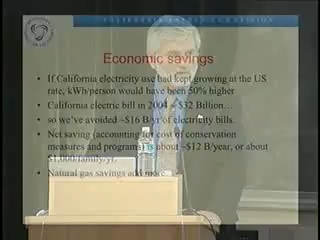 CALIFORNIA ENERGY COMMISSION
Economic savings
• If California electricity use had kept growing at the US
rate, kWh/person would have been 50% higher
• California electric bill in 2004 ~ $32 Billion…
• so we've avoided ~$16 B/yr of electricity bills.
• Net saving (accounting for cost of conservation
measures and programs) is about ~$12 B/year, or about
$1,000/family/yr.
• Natural gas savings add more.